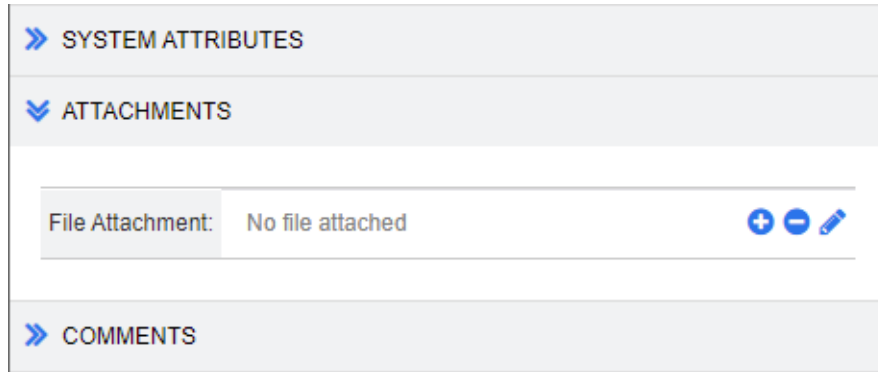 SYSTEM ATTRIBUTES
ATTACHMENTS
File Attachment: No file attached
COMMENTS